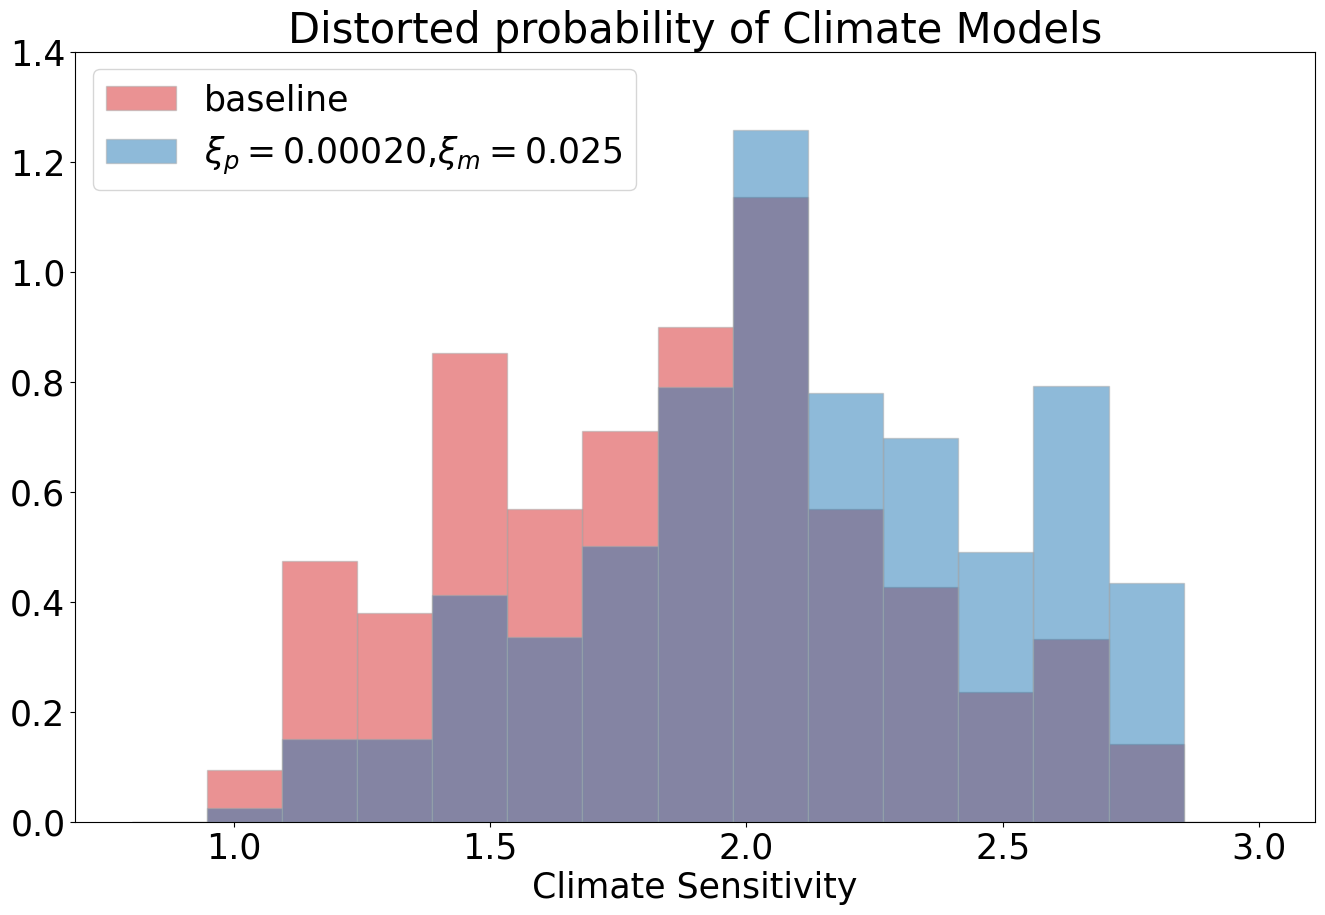 Distorted probability of Climate Models
baseline
ξₚ = 0.00020,ξₘ = 0.025
1.4
1.2
1.0
0.8
0.6
0.4
0.2
0.0
1.0 1.5 2.0 2.5 3.0
Climate Sensitivity